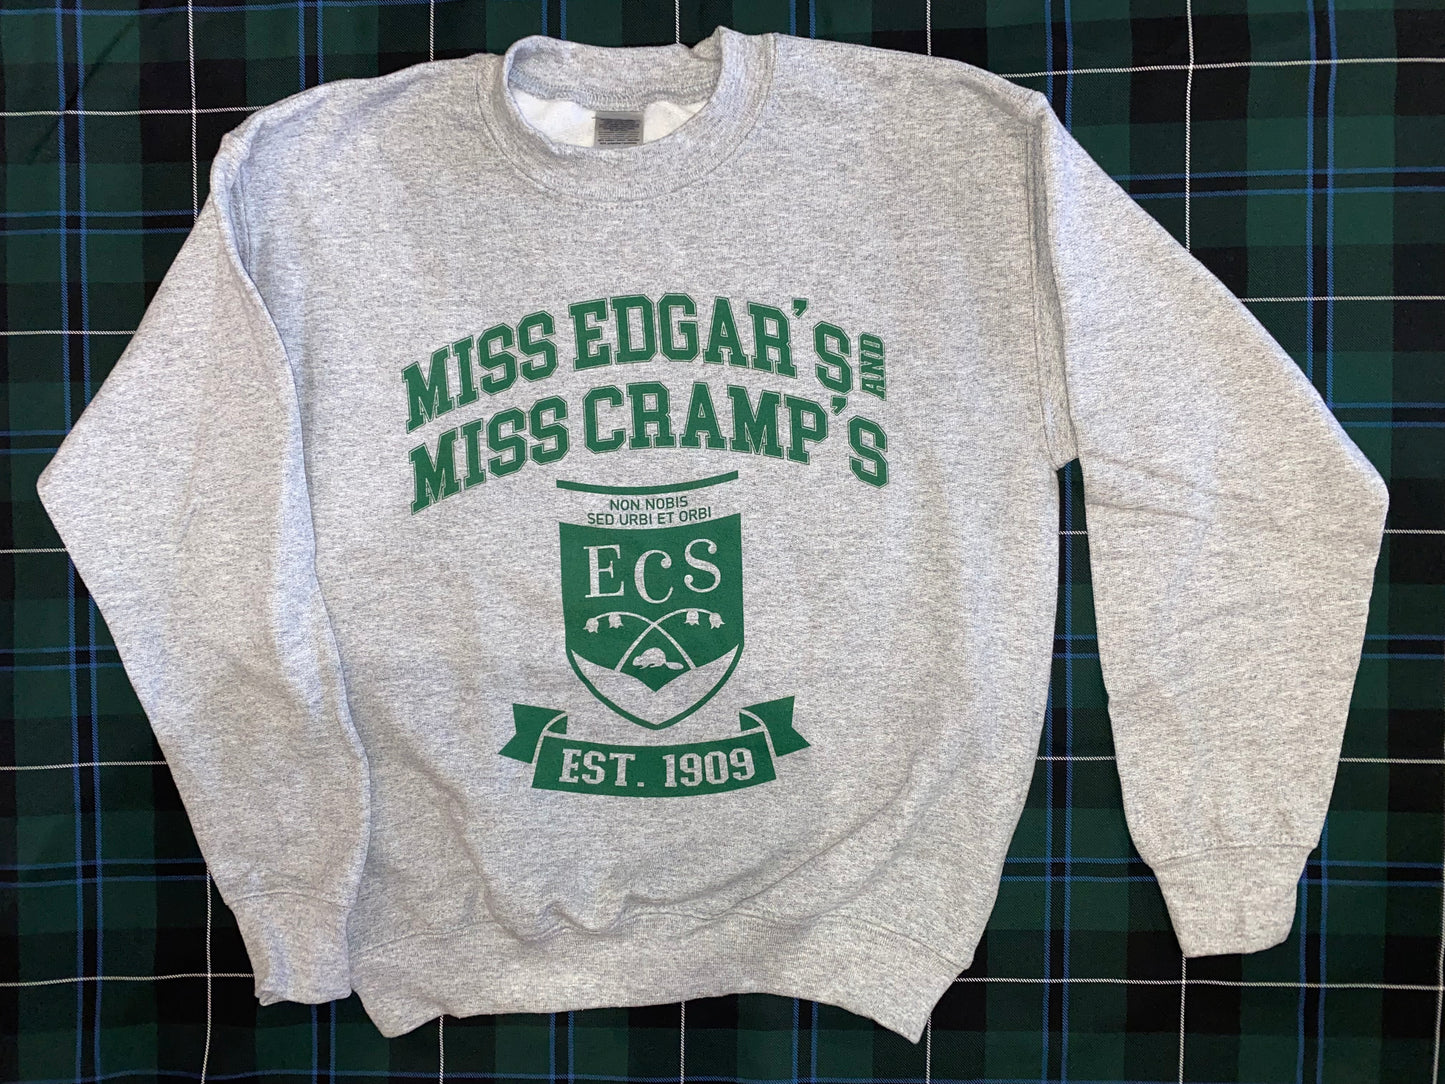 MISS EDGAR'S AND
MISS CRAMP'S
NON NOBIS
SED URBI ET ORBI
ECS
EST. 1909